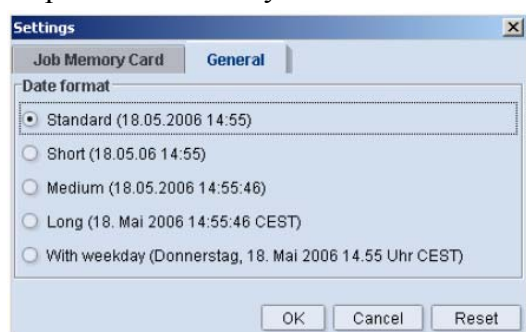 Settings
Job Memory Card General
Date format
Standard (18.05.2006 14:55)
Short (18.05.06 14:55)
Medium (18.05.2006 14:55:46)
Long (18. Mai 2006 14:55:46 CEST)
With weekday (Donnerstag, 18. Mai 2006 14.55 Uhr CEST)
OK Cancel Reset